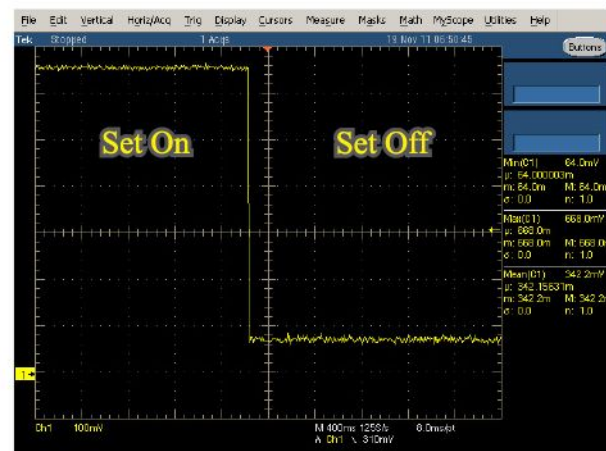 File Edit Vertical Horiz/Acq Trig Display Cursors Measure Masks Math MyScope Utilities Help
Tek Stopped 1 Acqs 19 Nov 11 06:50:45
Buttons
Set On
Set Off
Min(C1) 64.0mV
μ: 64.000003m
m: 64.0m M: 64.0m
σ: 0.0 n: 1.0
Max(C1) 668.0mV
μ: 668.0m
m: 668.0m M: 668.0
σ: 0.0 n: 1.0
Mean(C1) 342.2mV
μ: 342.15631m
m: 342.2m M: 342.2
σ: 0.0 n: 1.0
1
Ch1 100mV M 400ms 125S/s 8.0ms/pt
A Ch1 310mV